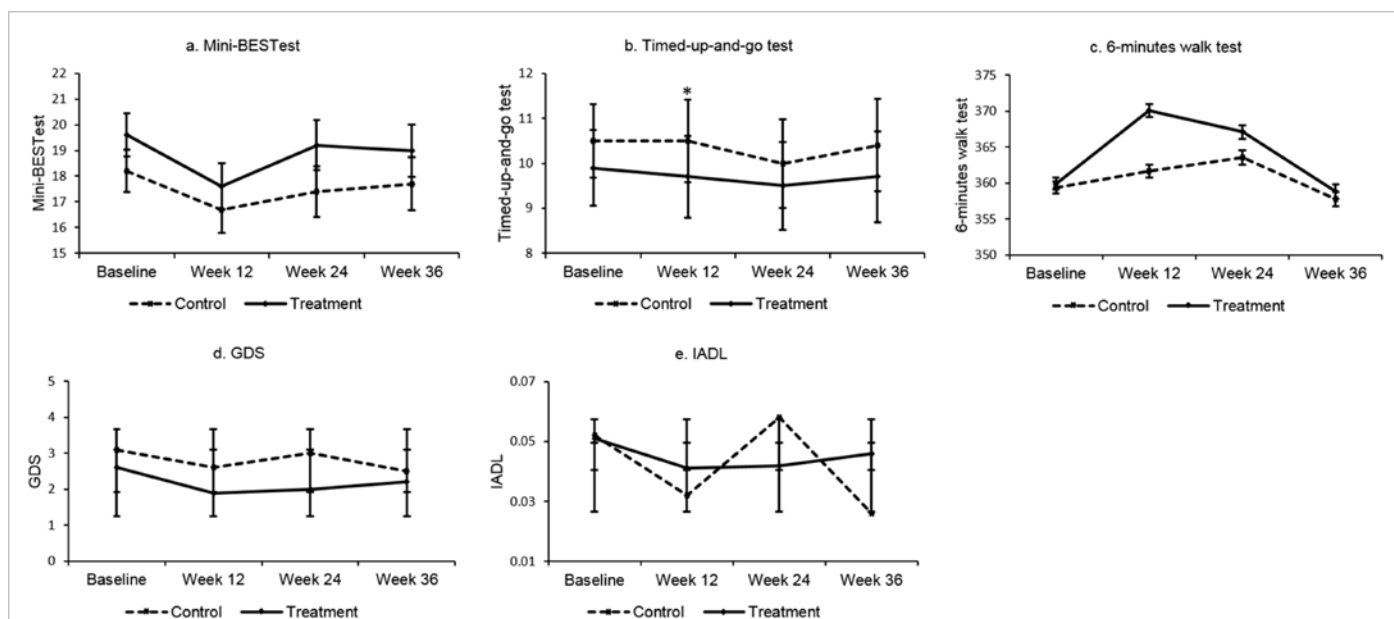 a. Mini-BESTest
Mini-BESTest
22
21
20
19
18
17
16
15
Baseline Week 12 Week 24 Week 36
Control Treatment
b. Timed-up-and-go test
Timed-up-and-go test
12
11
10
9
8
*
Baseline Week 12 Week 24 Week 36
Control Treatment
c. 6-minutes walk test
6-minutes walk test
375
370
365
360
355
350
Baseline Week 12 Week 24 Week 36
Control Treatment
d. GDS
GDS
5
4
3
2
1
0
Baseline Week 12 Week 24 Week 36
Control Treatment
e. IADL
IADL
0.07
0.05
0.03
0.01
Baseline Week 12 Week 24 Week 36
Control Treatment